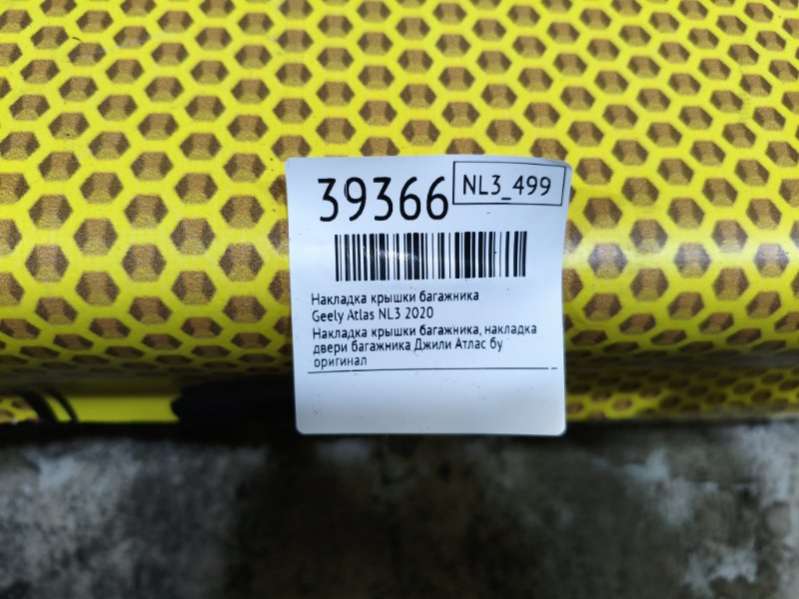 39366
NL3_499
Накладка крышки багажника
Geely Atlas NL3 2020
Накладка крышки багажника, накладка
двери багажника Джили Атлас бу
оригинал